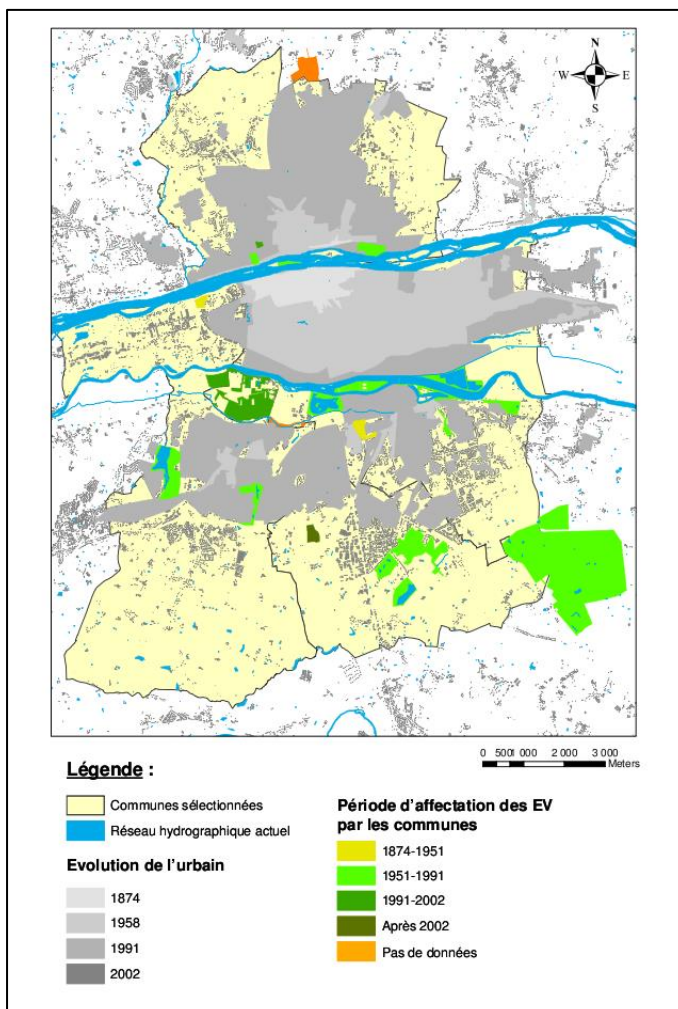 N
W E
S
0 500 1 000 2 000 3 000
Meters
Légende :
Communes sélectionnées
Réseau hydrographique actuel
Evolution de l'urbain
1874
1958
1991
2002
Période d'affectation des EV
par les communes
1874-1951
1951-1991
1991-2002
Après 2002
Pas de données